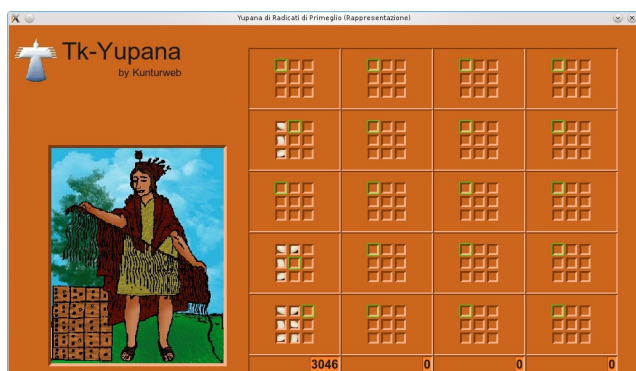 Yupana di Radicati di Primeglio (Rappresentazione)
Tk-Yupana
by Kunturweb
3046 0 0 0